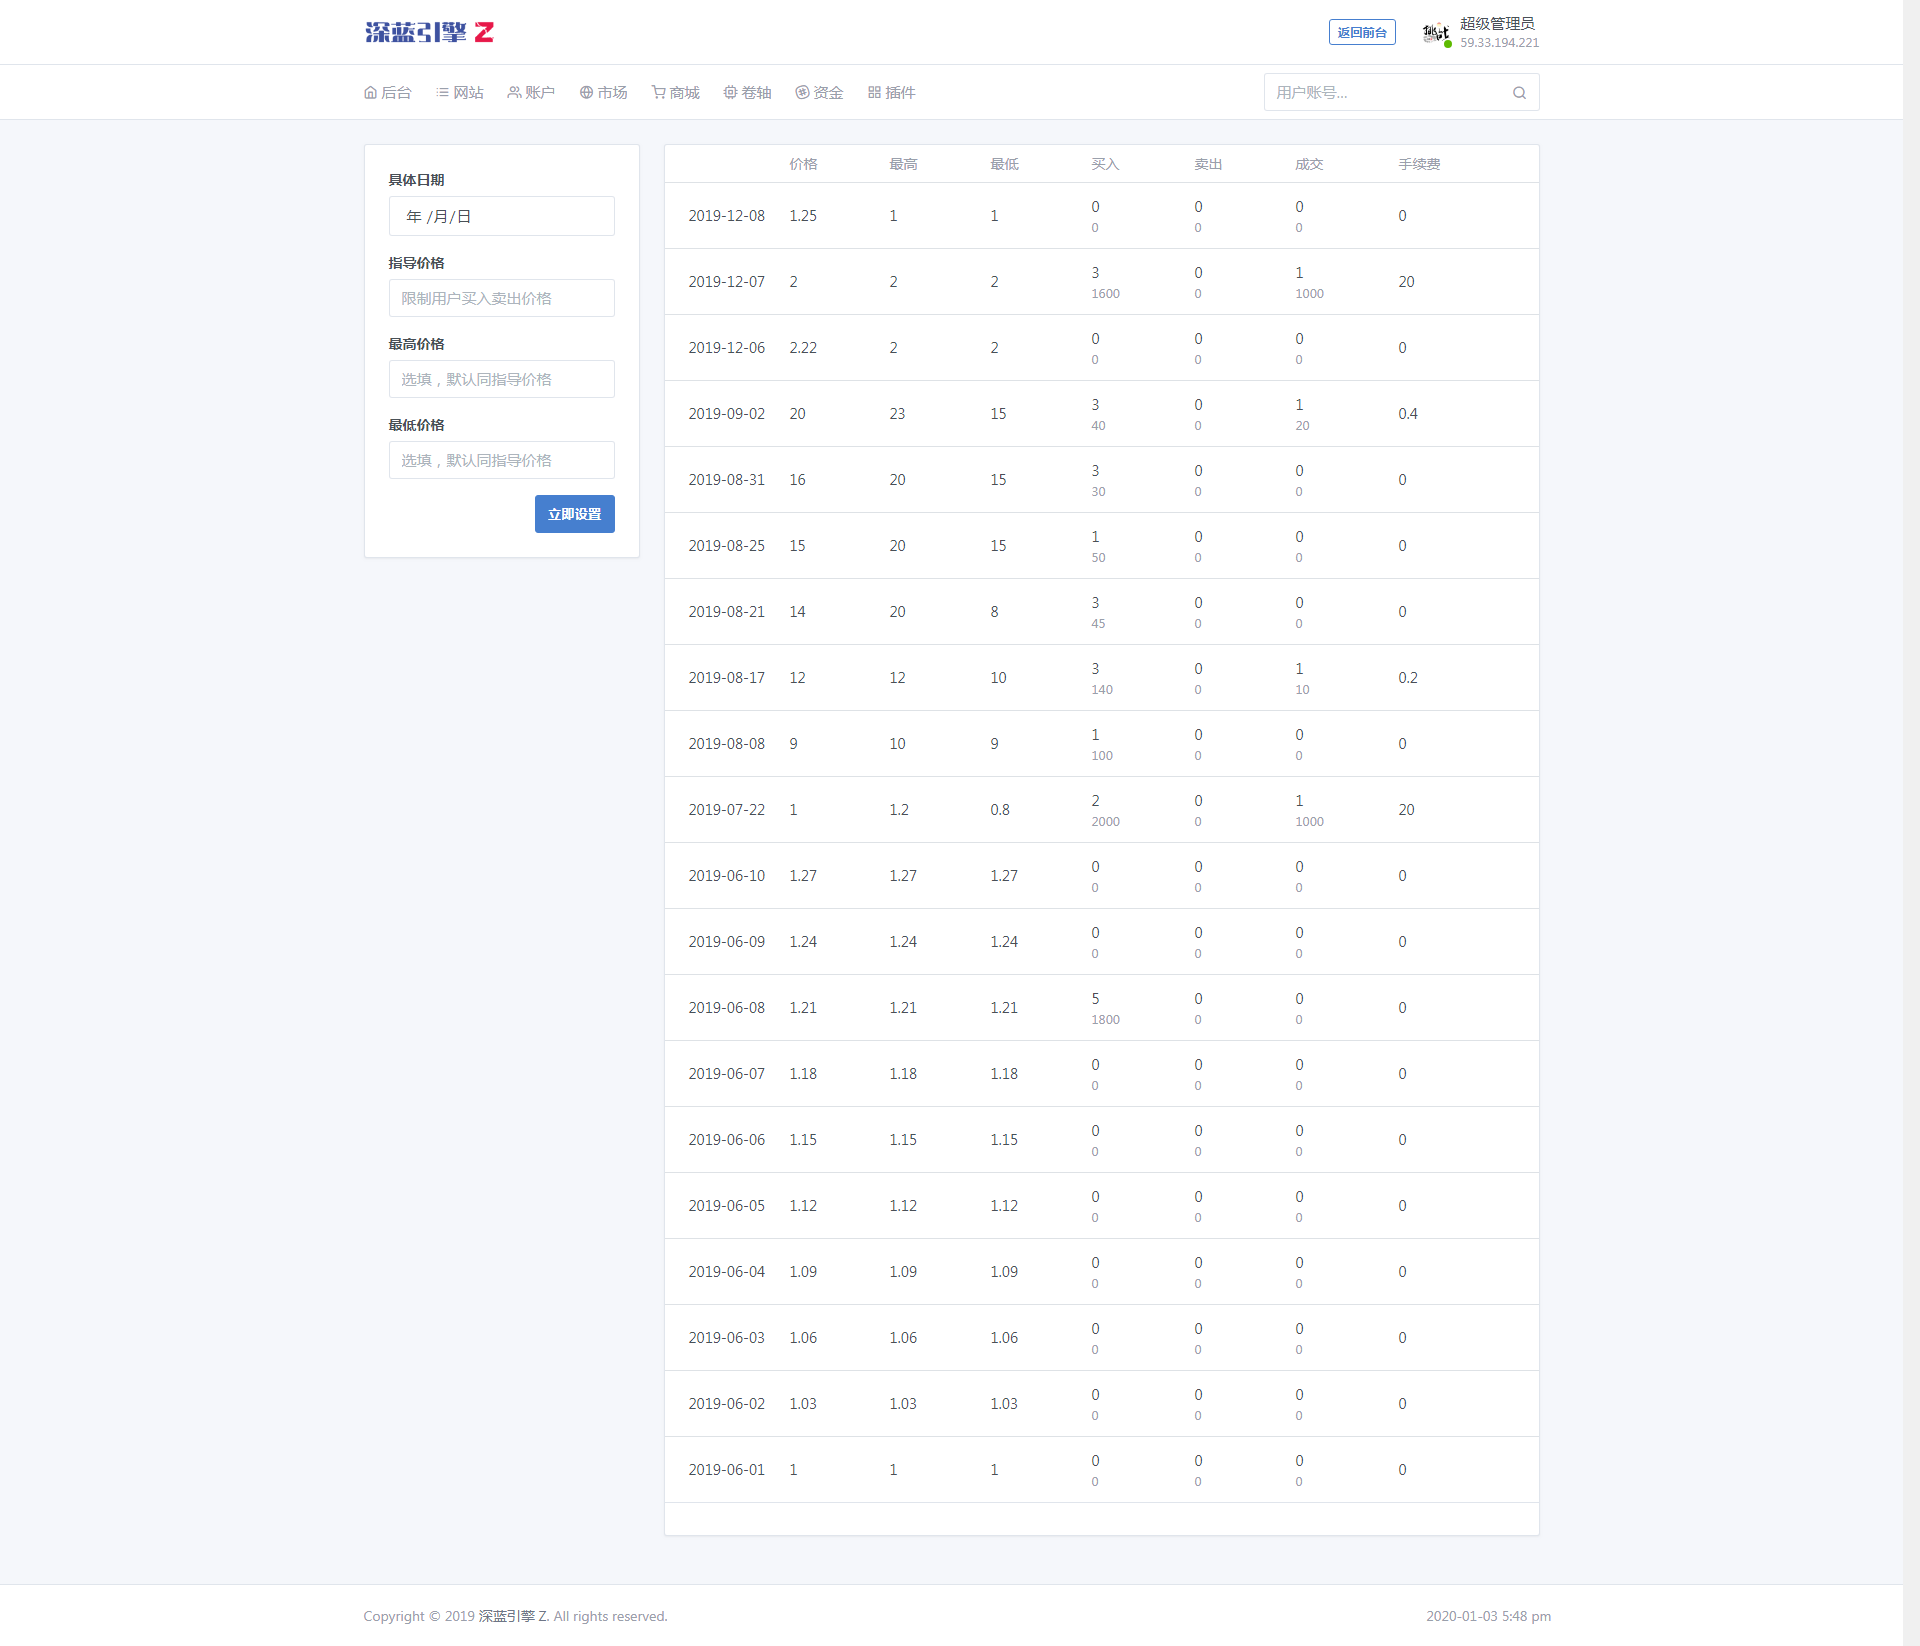 深蓝引擎 Z
返回前台
超级管理员
59.33.194.221
后台 网站 账户 市场 商城 卷轴 资金 插件
用户账号...
具体日期
年 /月/日
指导价格
限制用户买入卖出价格
最高价格
选填，默认同指导价格
最低价格
选填，默认同指导价格
立即设置
价格 最高 最低 买入 卖出 成交 手续费
2019-12-08 1.25 1 1 0 0 0 0
0 0 0
2019-12-07 2 2 2 3 0 1 20
1600 0 1000
2019-12-06 2.22 2 2 0 0 0 0
0 0 0
2019-09-02 20 23 15 3 0 1 0.4
40 0 20
2019-08-31 16 20 15 3 0 0 0
30 0 0
2019-08-25 15 20 15 1 0 0 0
50 0 0
2019-08-21 14 20 8 3 0 0 0
45 0 0
2019-08-17 12 12 10 3 0 1 0.2
140 0 10
2019-08-08 9 10 9 1 0 0 0
100 0 0
2019-07-22 1 1.2 0.8 2 0 1 20
2000 0 1000
2019-06-10 1.27 1.27 1.27 0 0 0 0
0 0 0
2019-06-09 1.24 1.24 1.24 0 0 0 0
0 0 0
2019-06-08 1.21 1.21 1.21 5 0 0 0
1800 0 0
2019-06-07 1.18 1.18 1.18 0 0 0 0
0 0 0
2019-06-06 1.15 1.15 1.15 0 0 0 0
0 0 0
2019-06-05 1.12 1.12 1.12 0 0 0 0
0 0 0
2019-06-04 1.09 1.09 1.09 0 0 0 0
0 0 0
2019-06-03 1.06 1.06 1.06 0 0 0 0
0 0 0
2019-06-02 1.03 1.03 1.03 0 0 0 0
0 0 0
2019-06-01 1 1 1 0 0 0 0
0 0 0
Copyright © 2019 深蓝引擎 Z. All rights reserved.
2020-01-03 5:48 pm